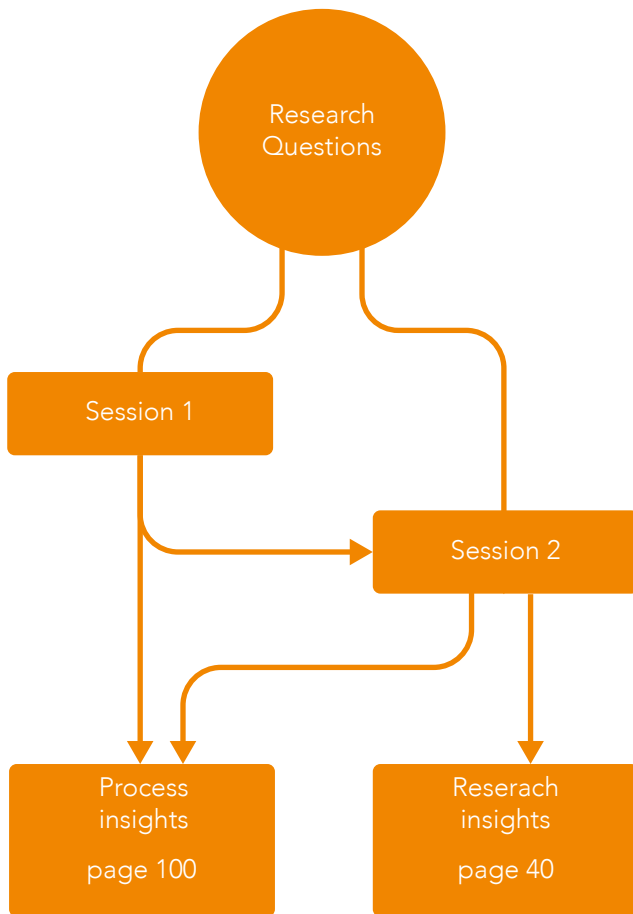 Research
Questions
Session 1
Session 2
Process
insights
page 100
Reserach
insights
page 40